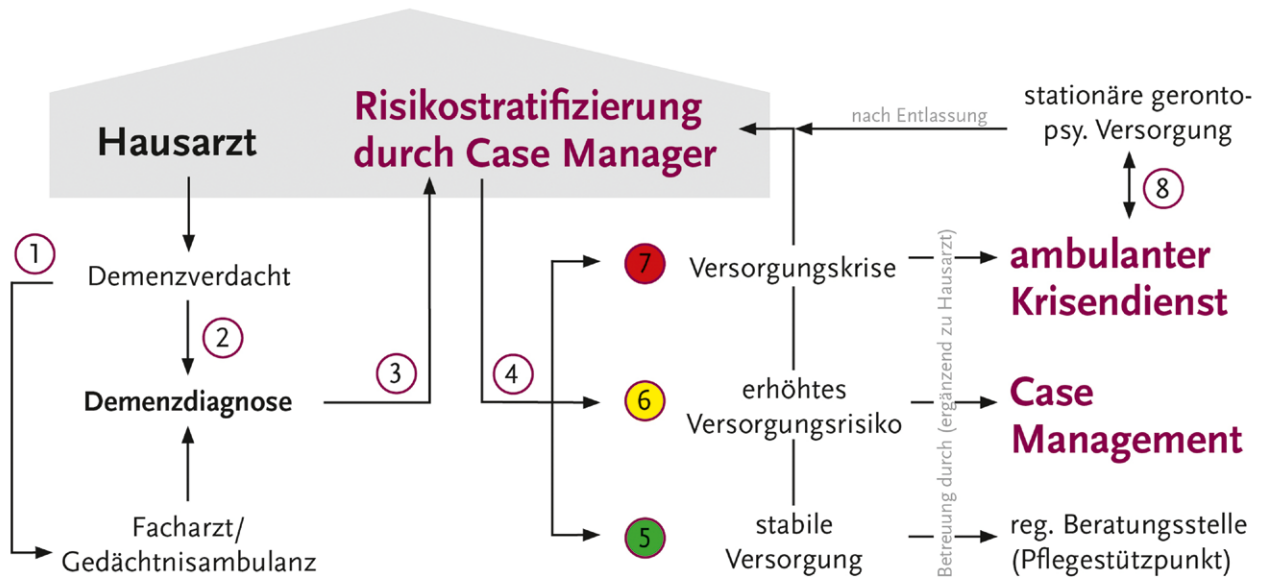 Hausarzt
Risikostratifizierung
durch Case Manager
nach Entlassung
stationäre geronto-
psy. Versorgung
8
1
Demenzverdacht
2
Demenzdiagnose
3
4
Facharzt/
Gedächtnisambulanz
7
Versorgungskrise
6
erhöhtes
Versorgungsrisiko
5
stabile
Versorgung
Betreuung durch (ergänzend zu Hausarzt)
ambulanter
Krisendienst
Case
Management
reg. Beratungsstelle
(Pflegestützpunkt)